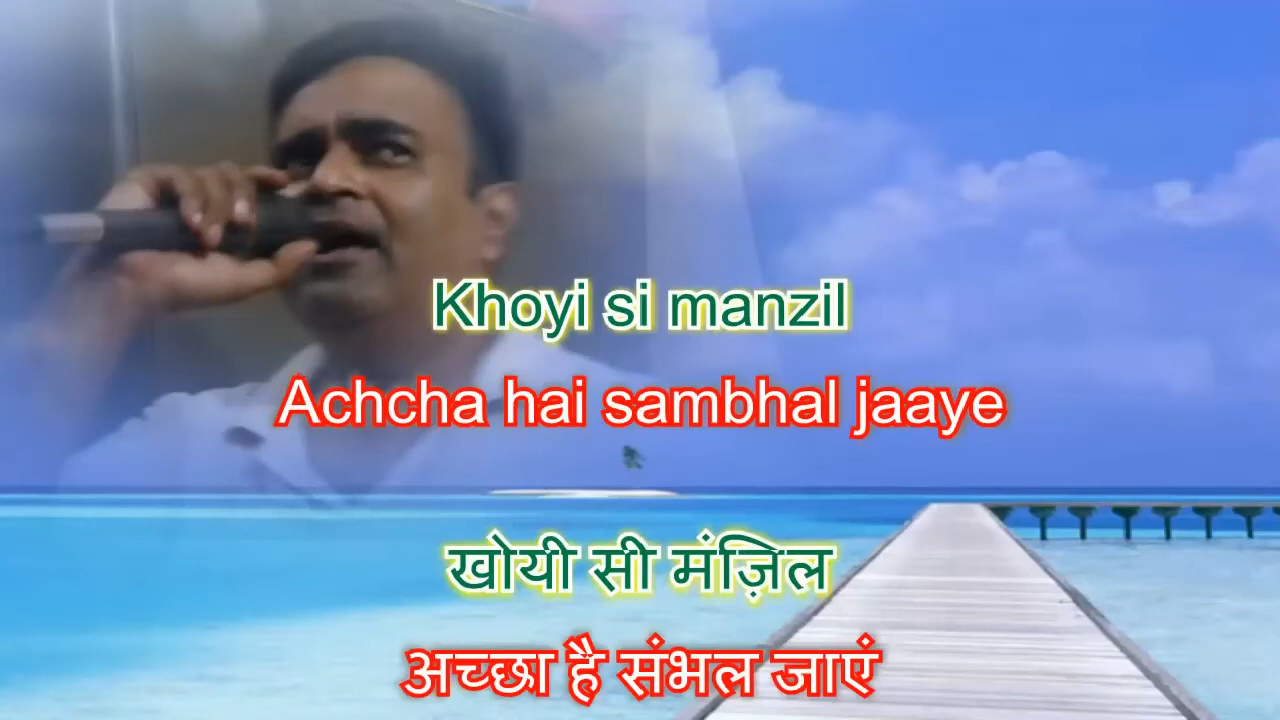 Khoyi si manzil
Achcha hai sambhal jaaye
खोयी सी मंज़िल
अच्छा है संभल जाएं